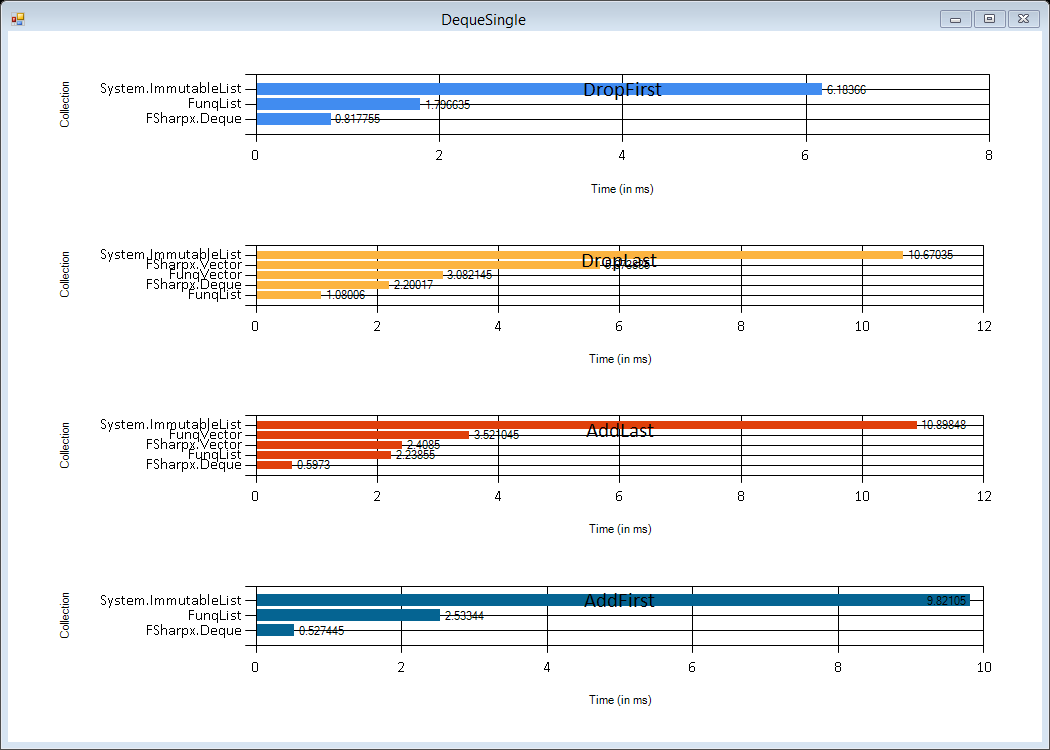 DequeSingle
DropFirst
Collection
System.ImmutableList
6.18366
FunqList
1.796635
FSharpx.Deque
0.817755
0 2 4 6 8
Time (in ms)
DropLast
Collection
System.ImmutableList
10.67035
FSharpx.Vector
FunqVector
3.082145
FSharpx.Deque
2.20017
FunqList
1.08006
0 2 4 6 8 10 12
Time (in ms)
AddLast
Collection
System.ImmutableList
10.89848
FunqVector
3.521045
FSharpx.Vector
2.4085
FunqList
2.23855
FSharpx.Deque
0.5973
0 2 4 6 8 10 12
Time (in ms)
AddFirst
Collection
System.ImmutableList
9.82105
FunqList
2.53344
FSharpx.Deque
0.527445
0 2 4 6 8 10
Time (in ms)